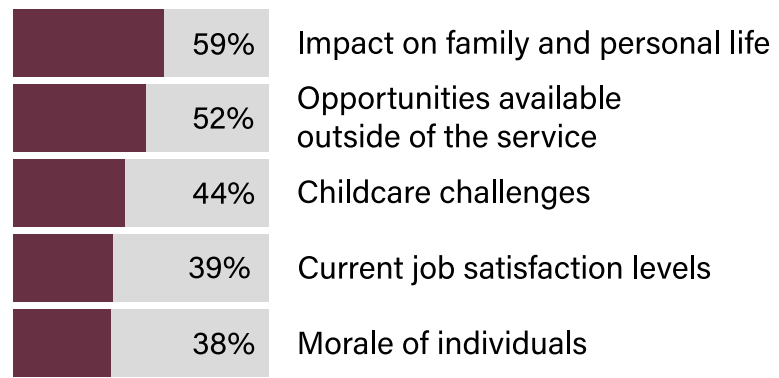 59% Impact on family and personal life
52% Opportunities available
outside of the service
44% Childcare challenges
39% Current job satisfaction levels
38% Morale of individuals